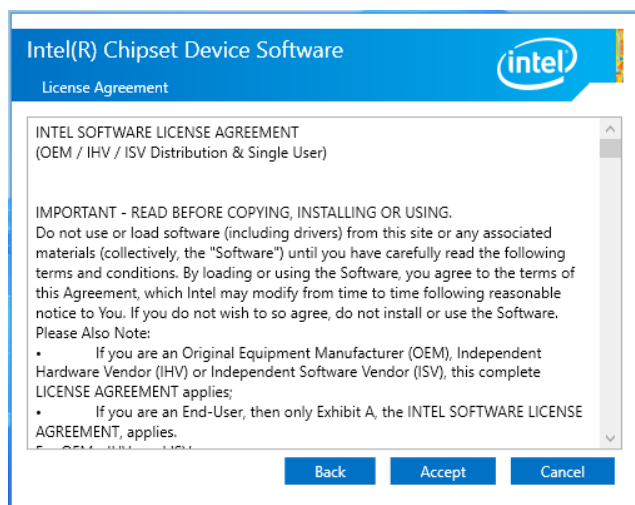 Intel(R) Chipset Device Software
intel
License Agreement
INTEL SOFTWARE LICENSE AGREEMENT
(OEM / IHV / ISV Distribution & Single User)
IMPORTANT - READ BEFORE COPYING, INSTALLING OR USING.
Do not use or load software (including drivers) from this site or any associated
materials (collectively, the "Software") until you have carefully read the following
terms and conditions. By loading or using the Software, you agree to the terms of
this Agreement, which Intel may modify from time to time following reasonable
notice to You. If you do not wish to so agree, do not install or use the Software.
Please Also Note:
• If you are an Original Equipment Manufacturer (OEM), Independent
Hardware Vendor (IHV) or Independent Software Vendor (ISV), this complete
LICENSE AGREEMENT applies;
• If you are an End-User, then only Exhibit A, the INTEL SOFTWARE LICENSE
AGREEMENT, applies.
Back Accept Cancel